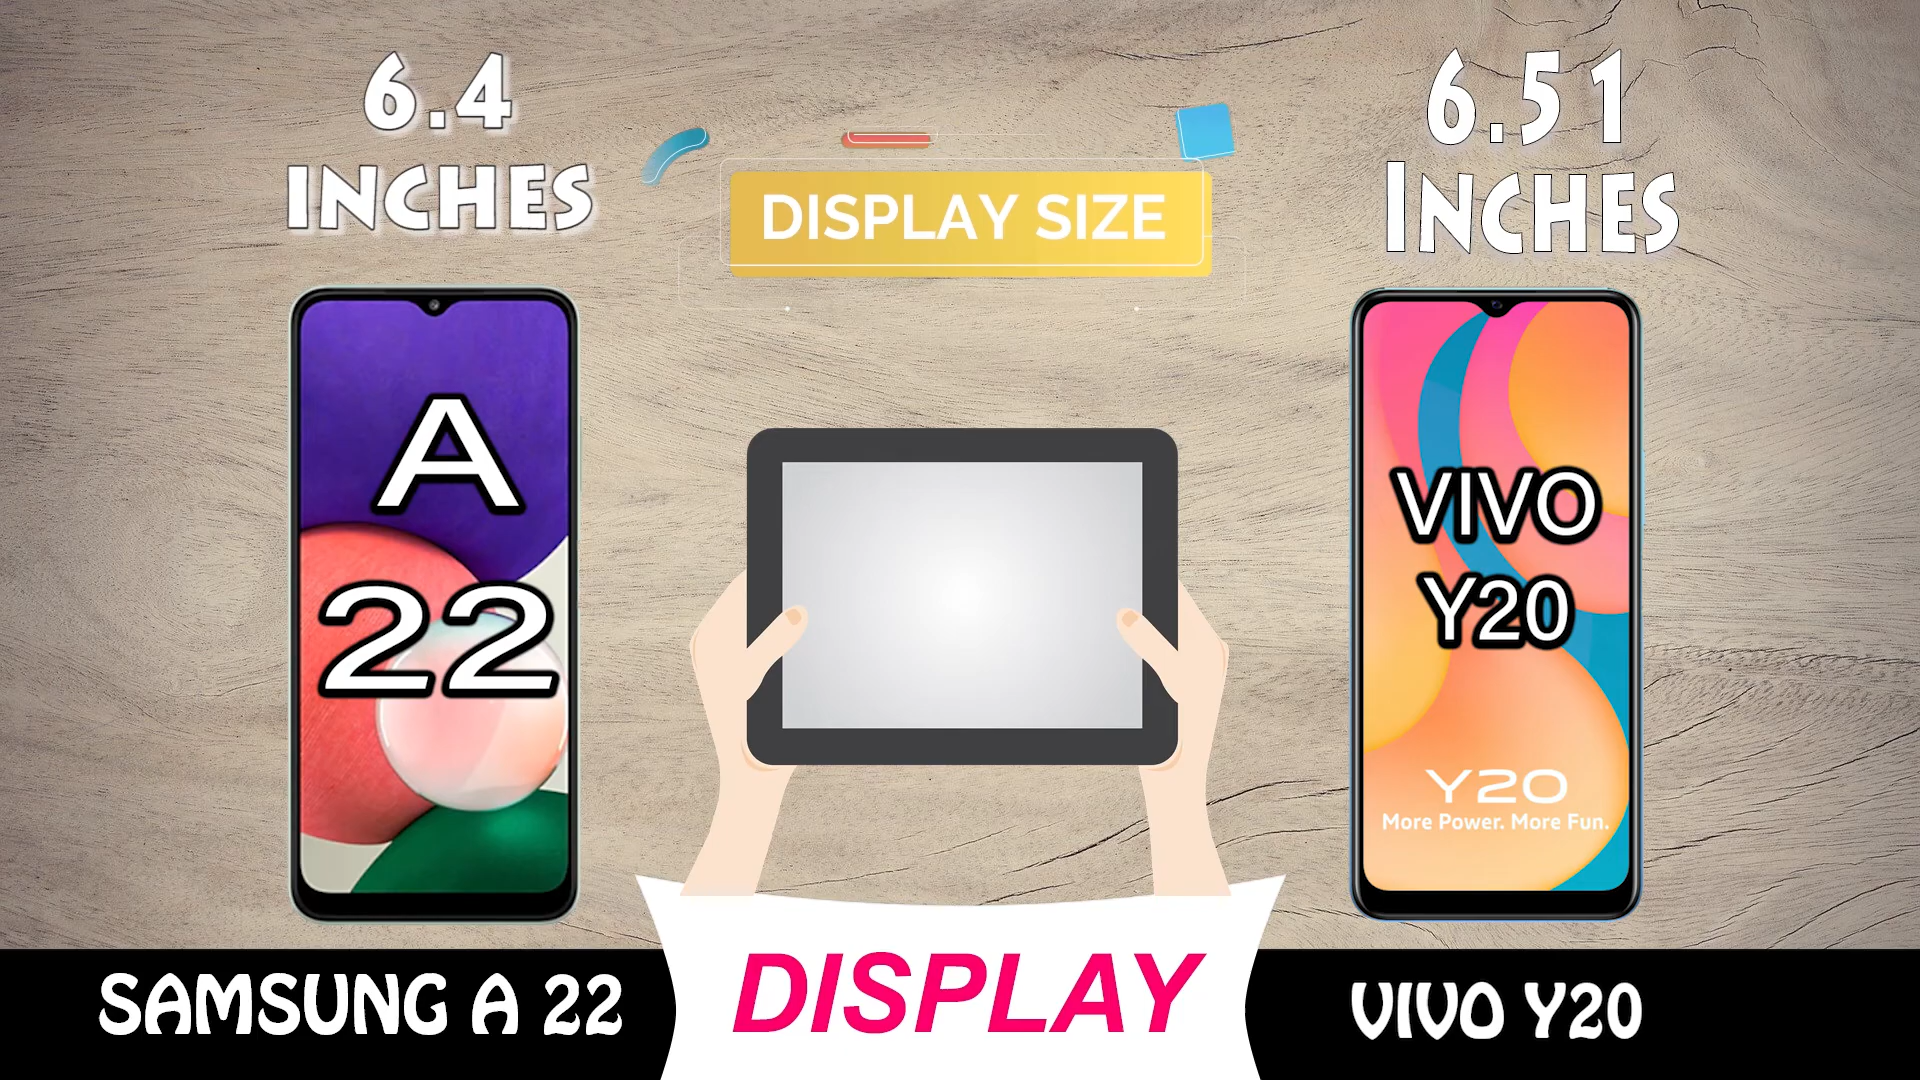 6.4
INCHES
DISPLAY SIZE
6.51
INCHES
A
22
VIVO
Y20
Y20
More Power. More Fun.
SAMSUNG A 22
DISPLAY
VIVO Y20